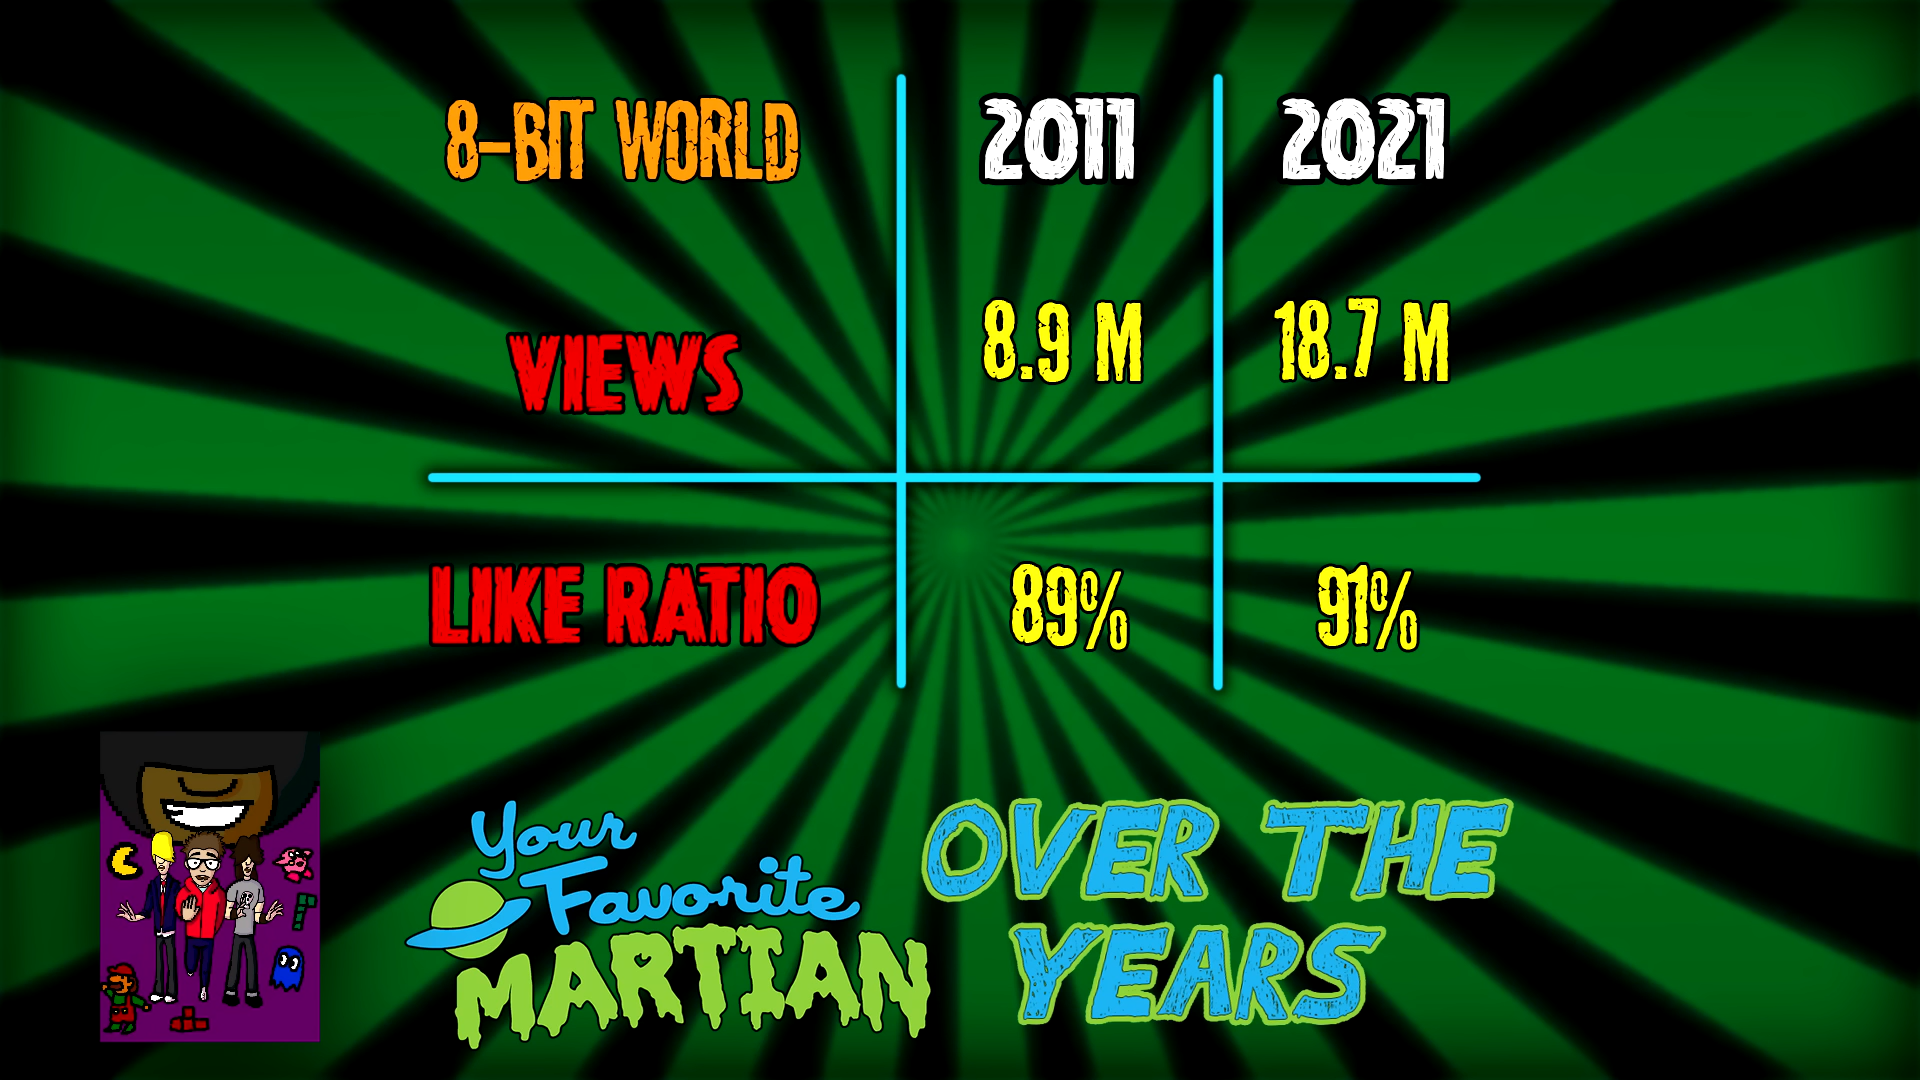 8-BIT WORLD 2011 2021
VIEWS 8.9 M 18.7 M
LIKE RATIO 89% 91%
Your
Favorite
MARTIAN
OVER THE
YEARS